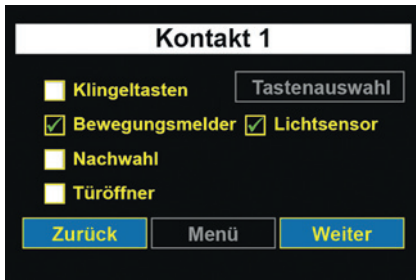 Kontakt 1
Klingeltasten Tastenauswahl
Bewegungsmelder Lichtsensor
Nachwahl
Türöffner
Zurück Menü Weiter